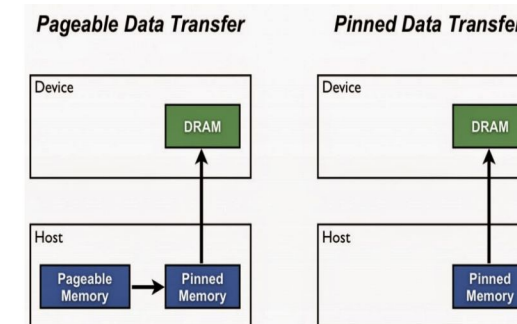 Pageable Data Transfer
Device
DRAM
Host
Pageable
Memory
Pinned
Memory
Pinned Data Transfe
Device
DRAM
Host
Pinned
Memory